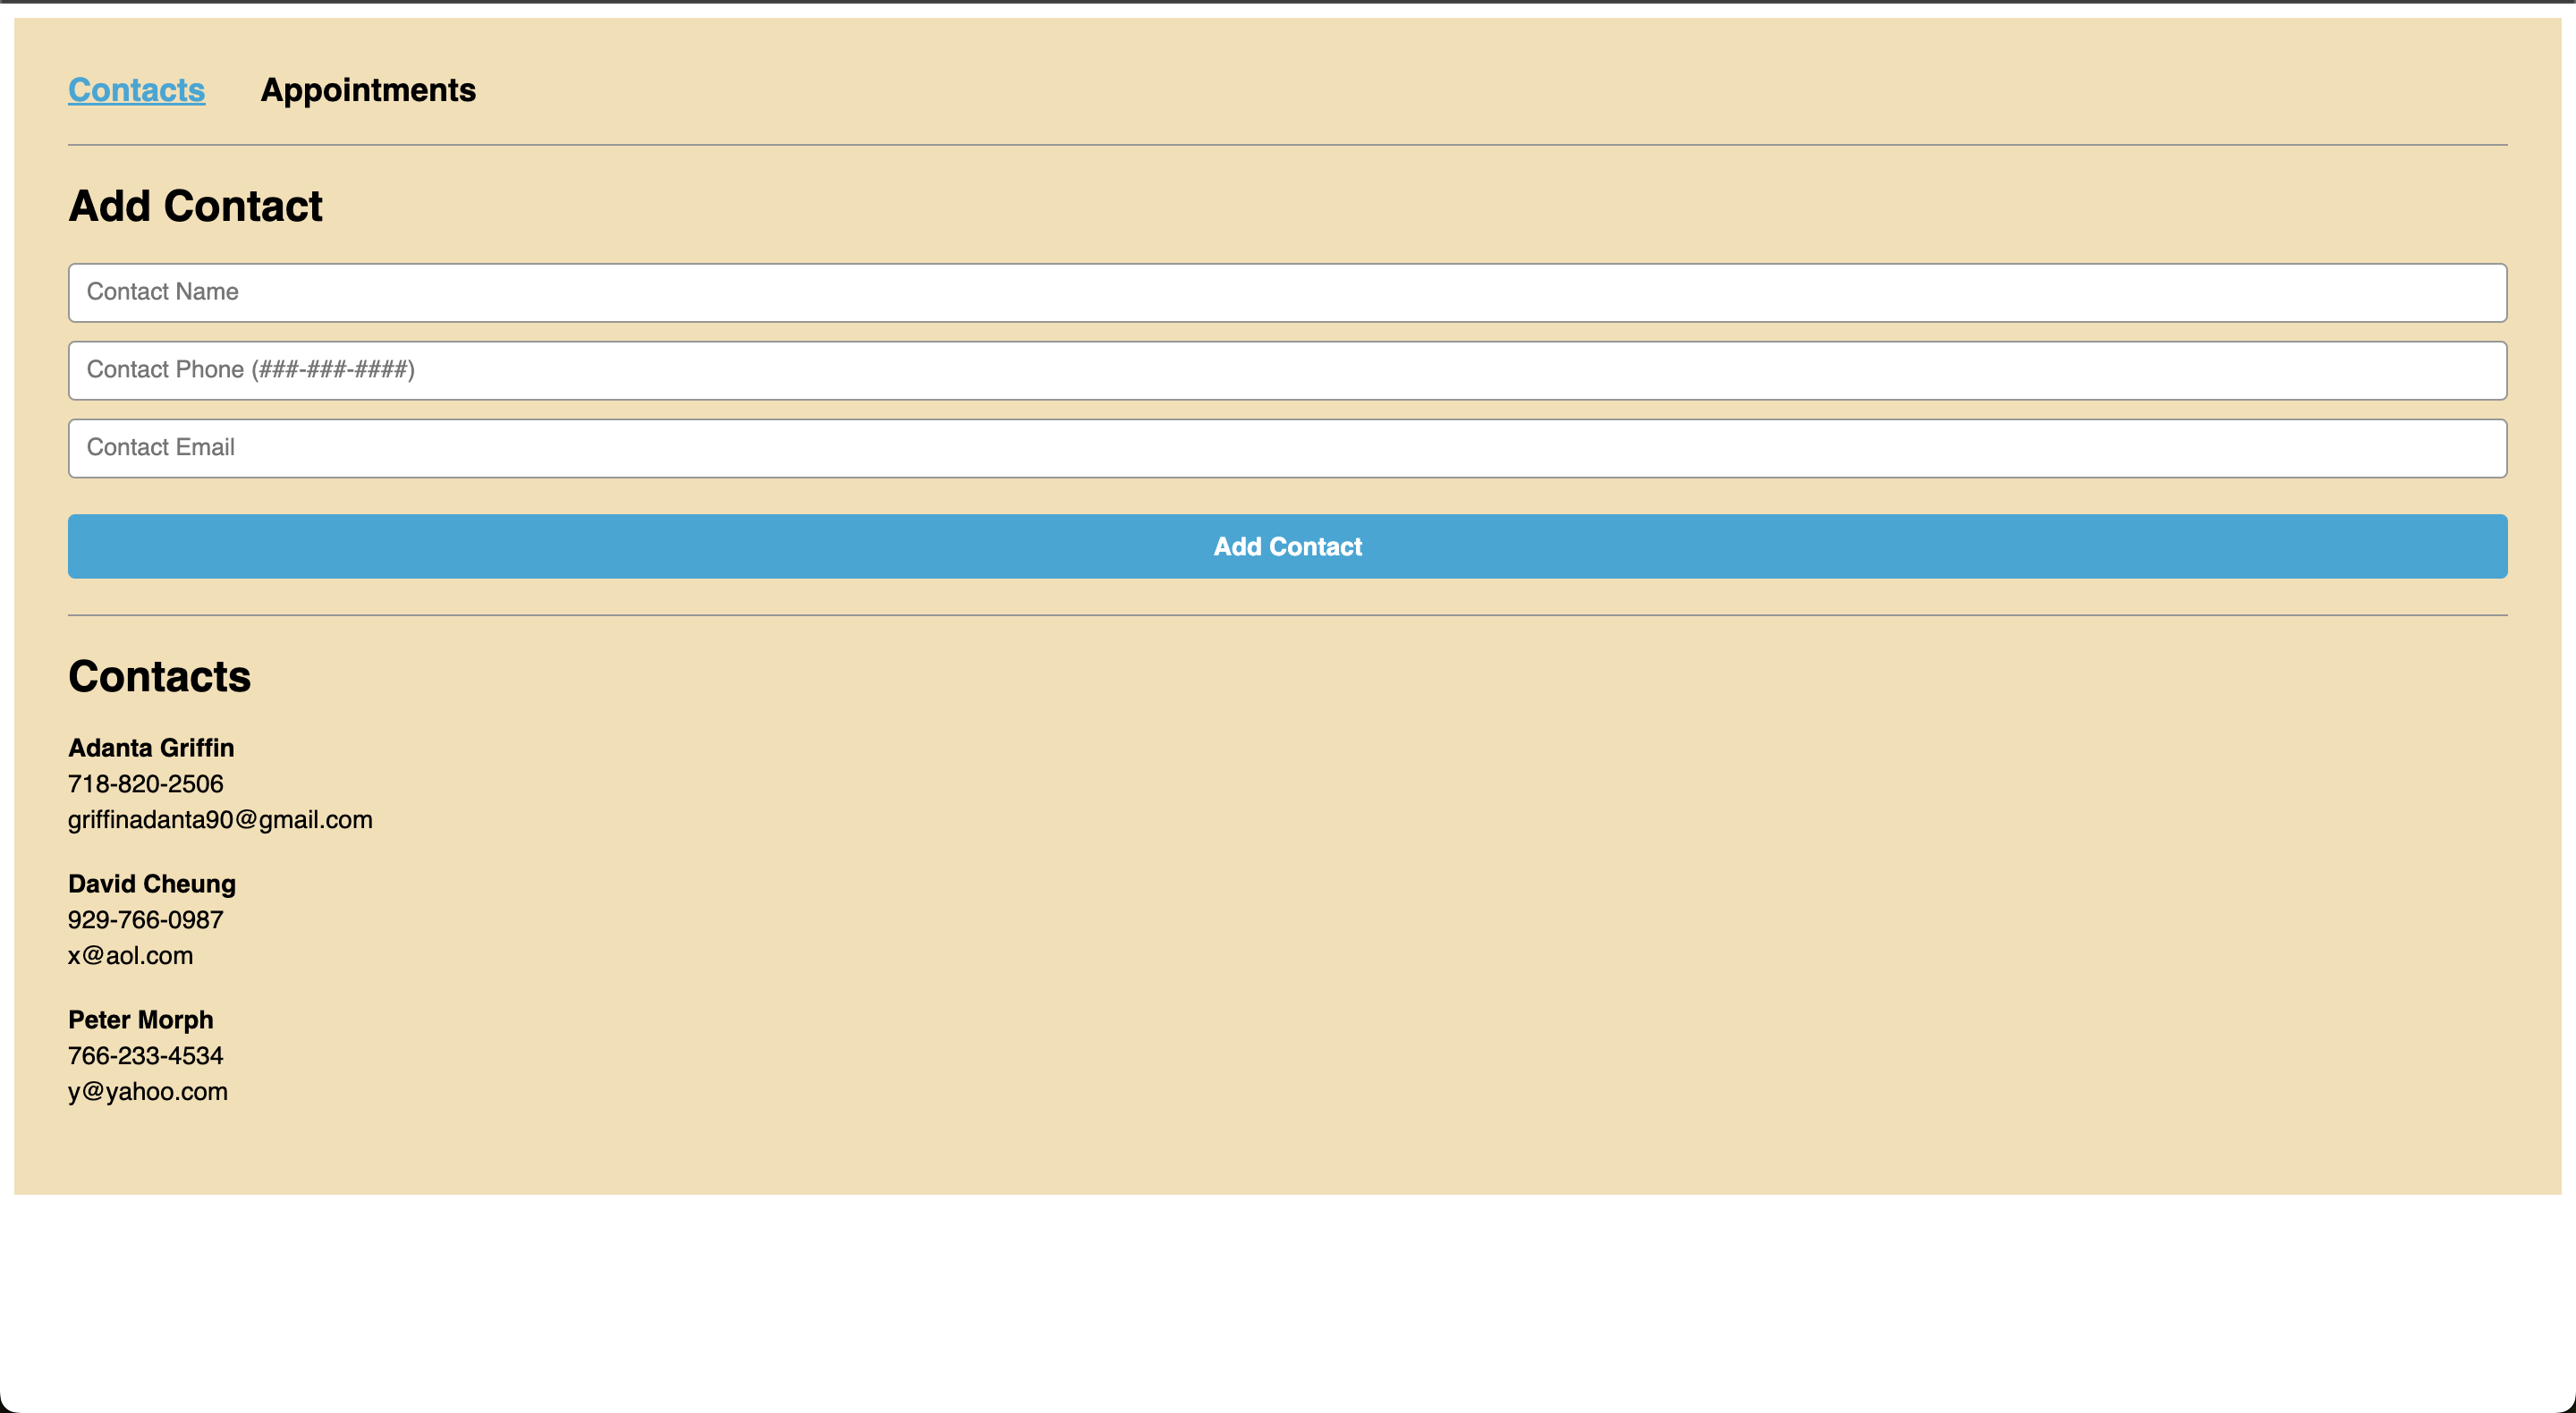 Contacts Appointments
Add Contact
Contact Name
Contact Phone (###-###-####)
Contact Email
Add Contact
Contacts
Adanta Griffin
718-820-2506
griffinadanta90@gmail.com
David Cheung
929-766-0987
x@aol.com
Peter Morph
766-233-4534
y@yahoo.com